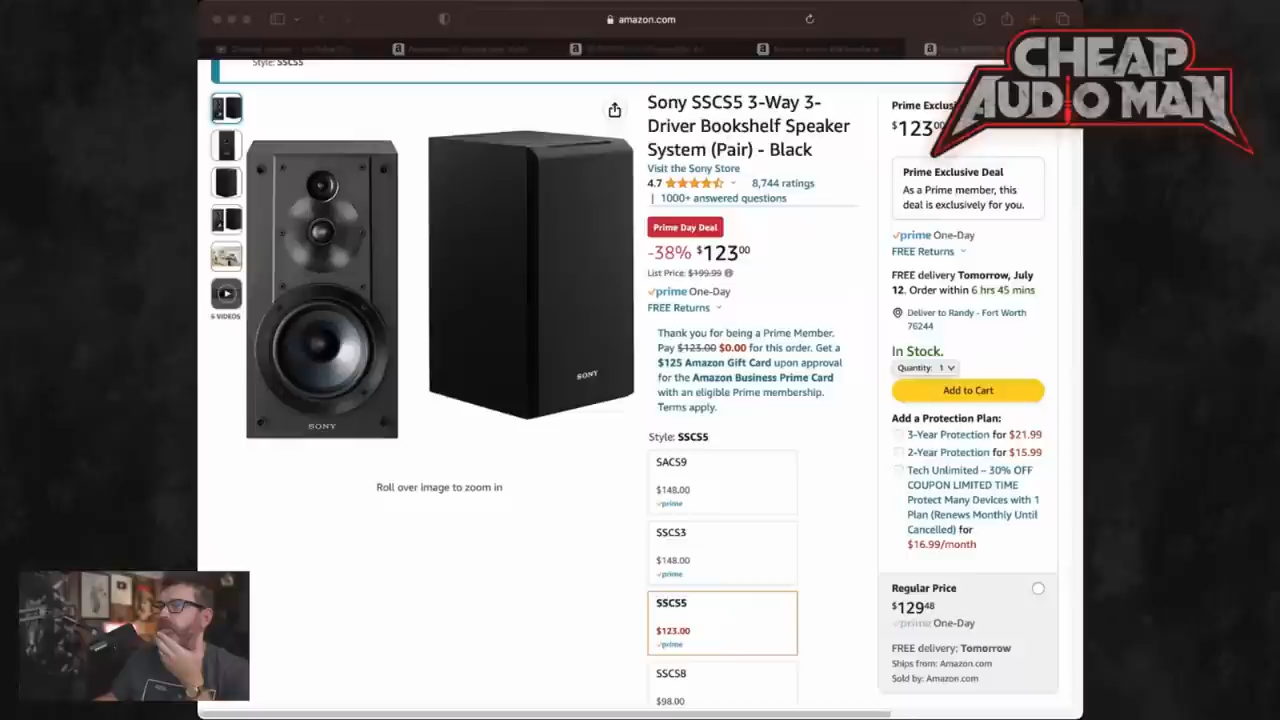 amazon.com
Style: SSCS5
CHEAP
AUDIO MAN
Sony SSCS5 3-Way 3-
Driver Bookshelf Speaker
System (Pair) - Black
Visit the Sony Store
4.7
8,744 ratings
| 1000+ answered questions
Prime Day Deal
-38% $123 00
List Price: $199.99
prime One-Day
FREE Returns
Thank you for being a Prime Member.
Pay $123.00 $0.00 for this order. Get a
$125 Amazon Gift Card upon approval
for the Amazon Business Prime Card
with an eligible Prime membership.
Terms apply.
Style: SSCS5
SACS9
$148.00
prime
SSCS3
$148.00
prime
SSCS5
$123.00
prime
SSCS8
$98.00
SONY
SONY
6 VIDEOS
Roll over image to zoom in
Prime Exclus
$123 00
Prime Exclusive Deal
As a Prime member, this
deal is exclusively for you.
prime One-Day
FREE Returns
FREE delivery Tomorrow, July
12. Order within 6 hrs 45 mins
Deliver to Randy - Fort Worth
76244
In Stock.
Quantity: 1
Add to Cart
Add a Protection Plan:
3-Year Protection for $21.99
2-Year Protection for $15.99
Tech Unlimited – 30% OFF
COUPON LIMITED TIME
Protect Many Devices with 1
Plan (Renews Monthly Until
Cancelled) for
$16.99/month
Regular Price
$129 48
prime One-Day
FREE delivery: Tomorrow
Ships from: Amazon.com
Sold by: Amazon.com